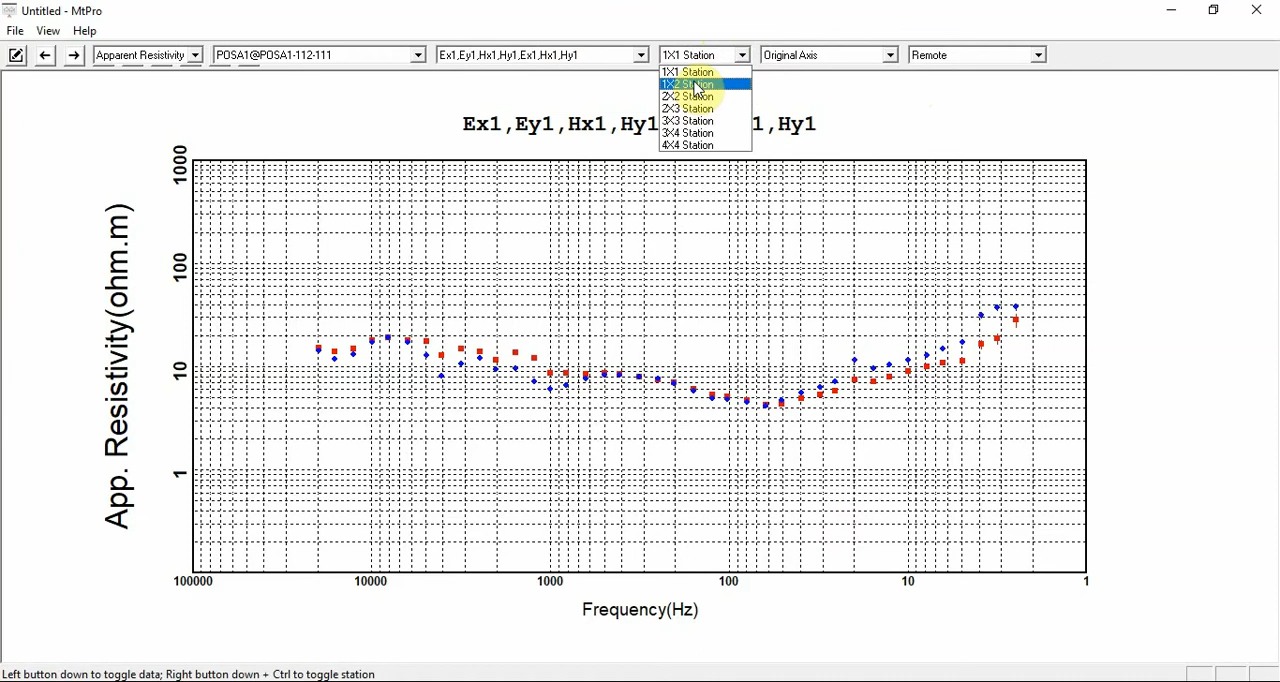 Untitled - MtPro
File View Help
Apparent Resistivity POSA1@POSA1-112-111 Ex1,Ey1,Hx1,Hy1,Ex1,Hx1,Hy1 1X1 Station Original Axis Remote
1X1 Station
1X2 Station
2X2 Station
2X3 Station
3X3 Station
3X4 Station
4X4 Station
Ex1,Ey1,Hx1,Hy1 1,Hy1
App. Resistivity(ohm.m)
1000
100
10
1
100000 10000 1000 100 10 1
Frequency(Hz)
Left button down to toggle data; Right button down + Ctrl to toggle station